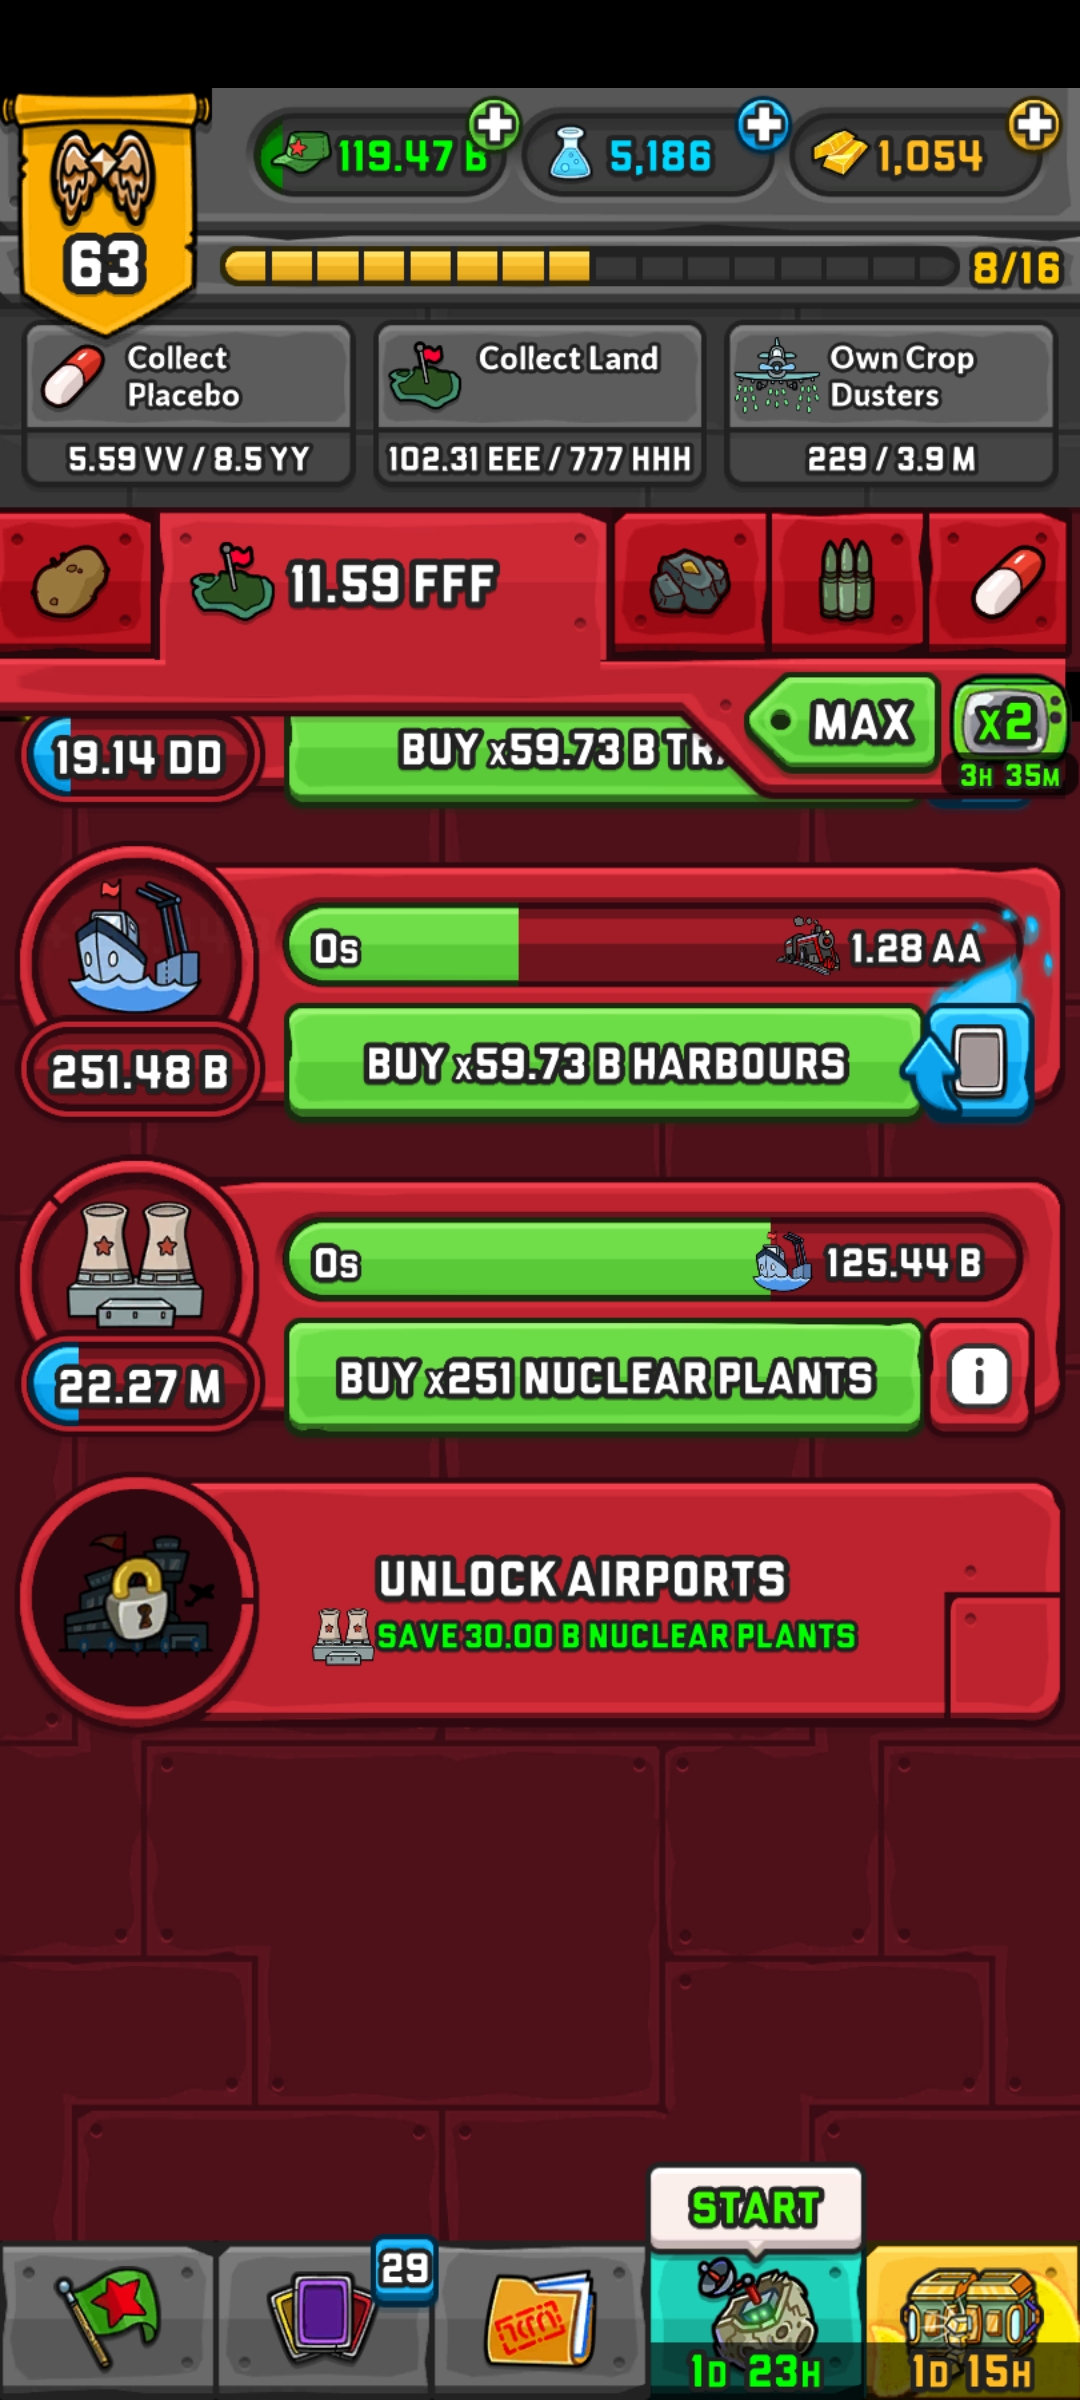 119.47 B
5,186
1,054
63
8/16
Collect
Placebo
5.59 VV / 8.5 YY
Collect Land
102.31 EEE / 777 HHH
Own Crop
Dusters
229 / 3.9 M
11.59 FFF
MAX
x2
3H 35M
19.14 DD
BUY x59.73 B
0s
1.28 AA
251.48 B
BUY x59.73 B HARBOURS
0s
125.44 B
22.27 M
BUY x251 NUCLEAR PLANTS
i
UNLOCK AIRPORTS
SAVE 30.00 B NUCLEAR PLANTS
START
29
1D 23H
1D 15H